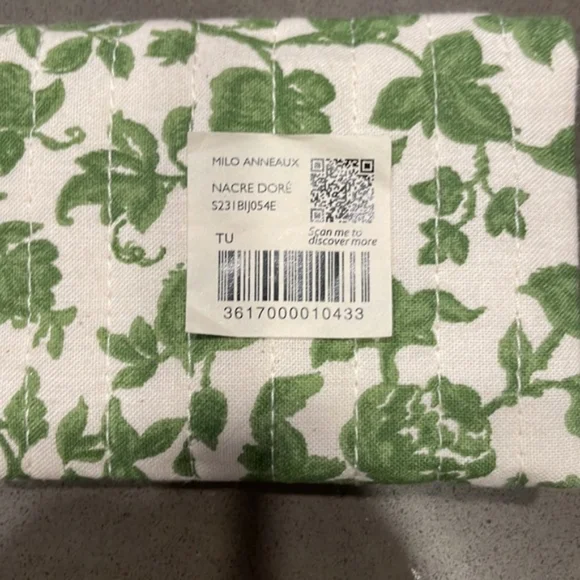 MILO ANNEAUX
NACRE DORÉ
S231BIJ054E
TU
Scan me to
discover more
3617000010433